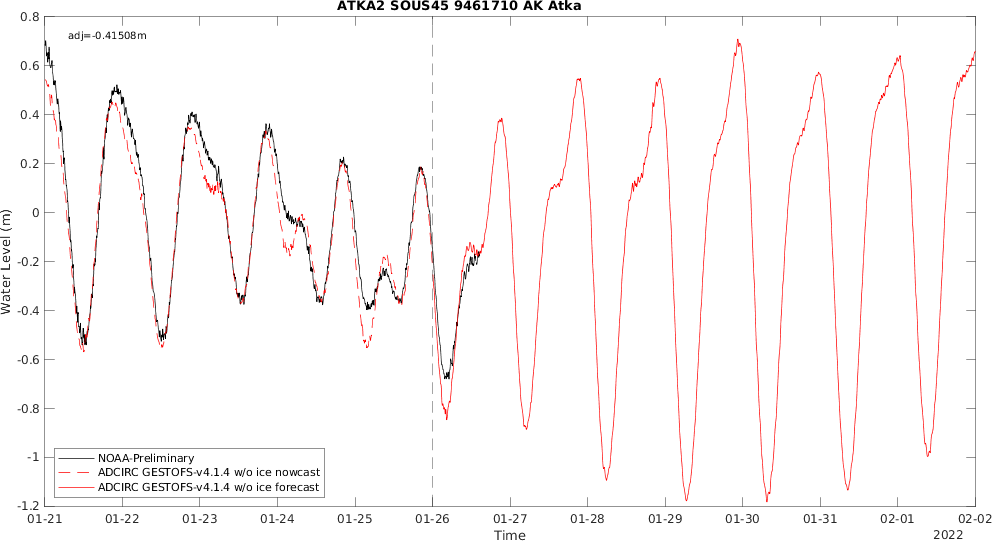 ATKA2 SOUS45 9461710 AK Atka
adj=-0.41508m
0.8
0.6
0.4
0.2
0
-0.2
-0.4
-0.6
-0.8
-1
-1.2
Water Level (m)
NOAA-Preliminary
ADCIRC GESTOFS-v4.1.4 w/o ice nowcast
ADCIRC GESTOFS-v4.1.4 w/o ice forecast
01-21 01-22 01-23 01-24 01-25 01-26 01-27 01-28 01-29 01-30 01-31 02-01 02-02
Time
2022